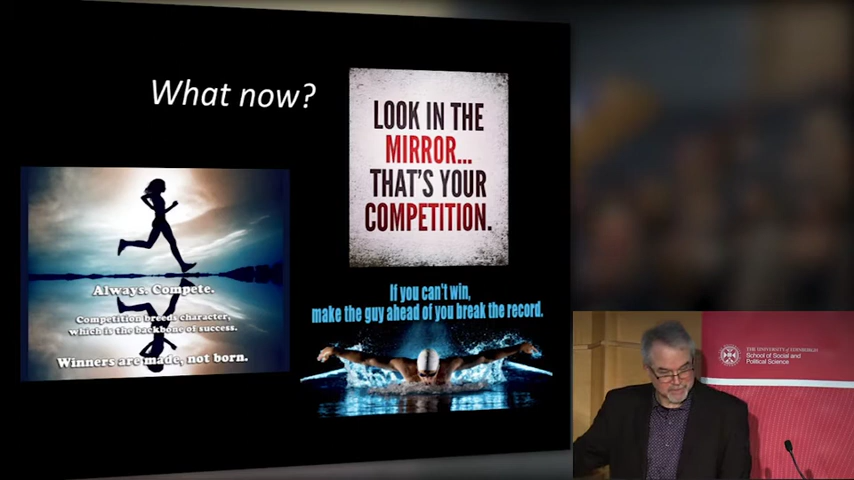 What now?
LOOK IN THE
MIRROR...
THAT'S YOUR
COMPETITION.
Always. Compete.
Competition breeds character,
which is the backbone of success.
Winners are made, not born.
If you can't win,
make the guy ahead of you break the record.
THE UNIVERSITY of EDINBURGH
School of Social and
Political Science